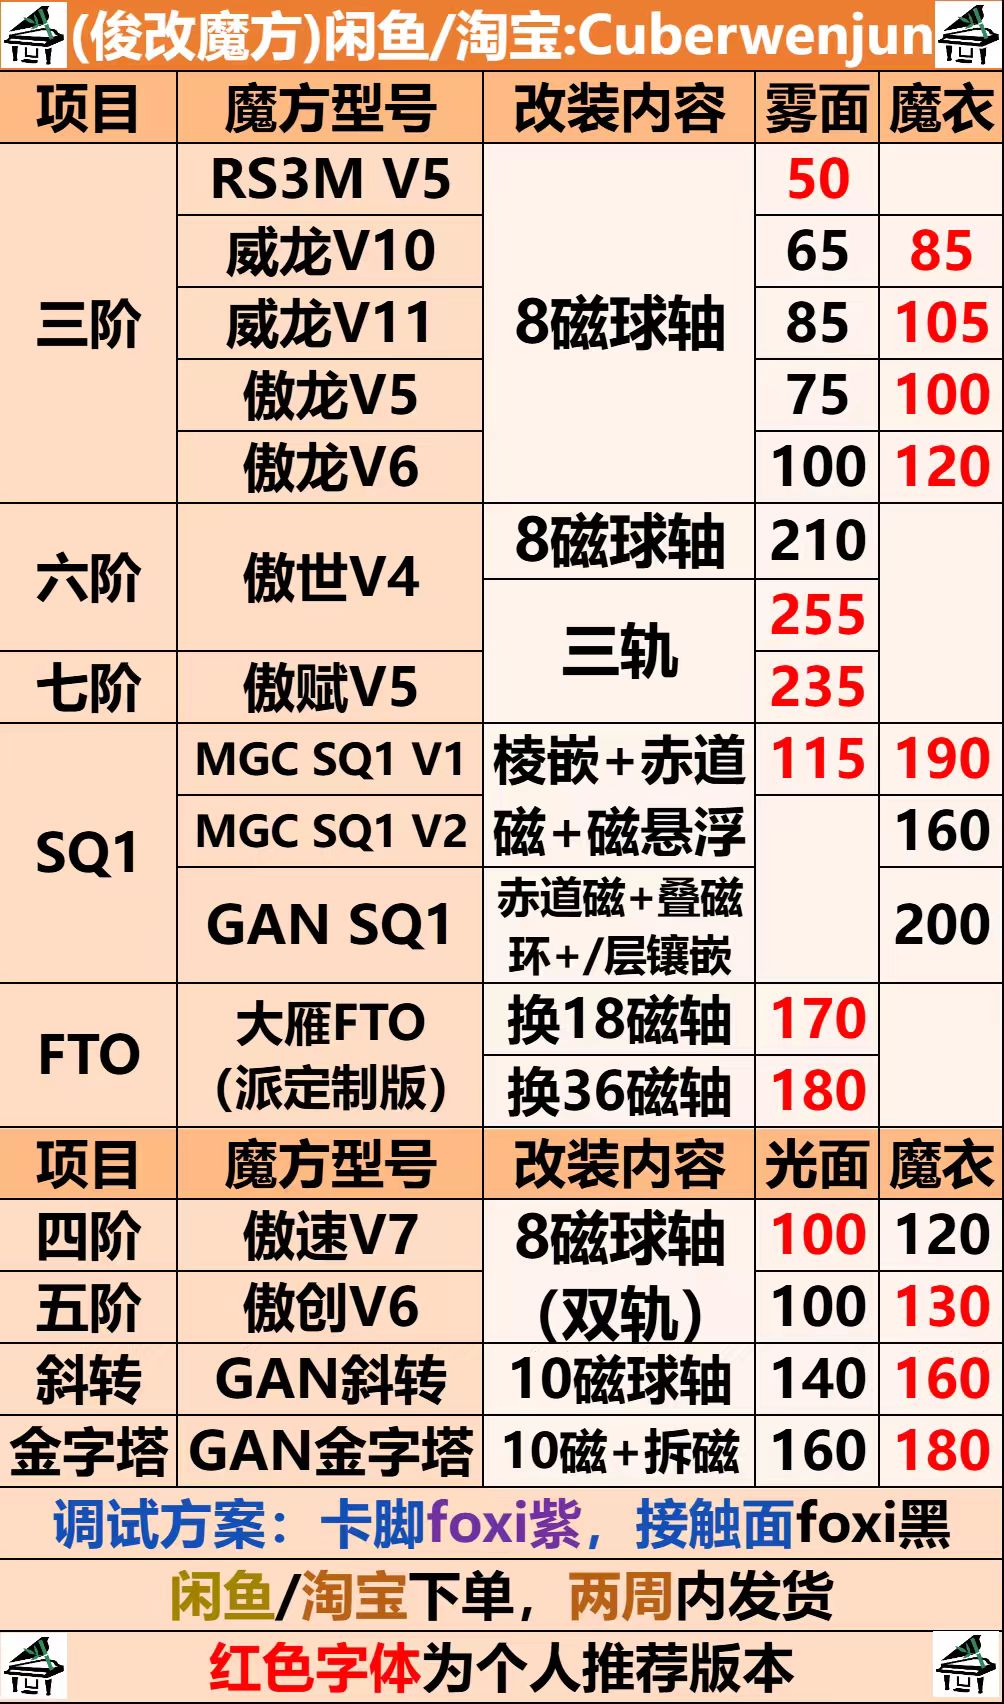 (俊改魔方)闲鱼/淘宝:Cuberwenjun
项目 魔方型号 改装内容 雾面 魔衣
三阶 RS3M V5 8磁球轴 50
威龙V10 65 85
威龙V11 85 105
傲龙V5 75 100
傲龙V6 100 120
六阶 傲世V4 8磁球轴 210
三轨 255
七阶 傲赋V5 235
SQ1 MGC SQ1 V1 棱嵌+赤道 115 190
MGC SQ1 V2 磁+磁悬浮 160
GAN SQ1 赤道磁+叠磁 200
环+/层镶嵌
FTO 大雁FTO 换18磁轴 170
(派定制版) 换36磁轴 180
项目 魔方型号 改装内容 光面 魔衣
四阶 傲速V7 8磁球轴 100 120
五阶 傲创V6 (双轨) 100 130
斜转 GAN斜转 10磁球轴 140 160
金字塔 GAN金字塔 10磁+拆磁 160 180
调试方案：卡脚foxi紫，接触面foxi黑
闲鱼/淘宝下单，两周内发货
红色字体为个人推荐版本